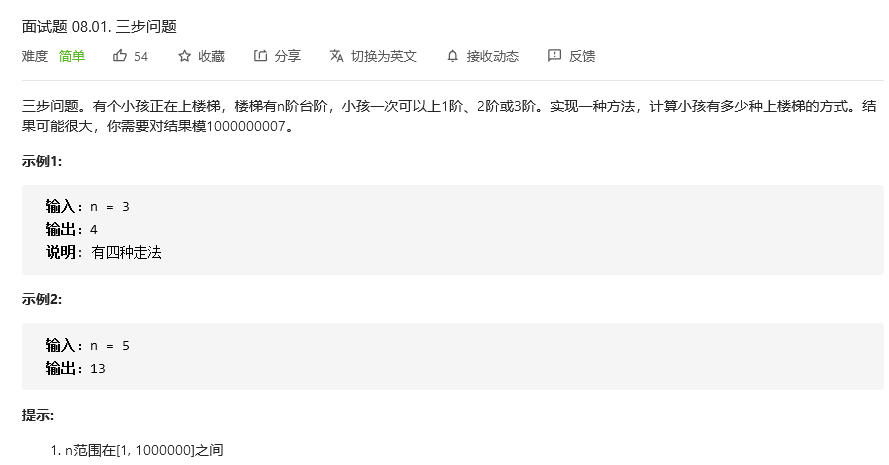 面试题 08.01. 三步问题
难度 简单 54 收藏 分享 切换为英文 接收动态 反馈
三步问题。有个小孩正在上楼梯，楼梯有n阶台阶，小孩一次可以上1阶、2阶或3阶。实现一种方法，计算小孩有多少种上楼梯的方式。结
果可能很大，你需要对结果模1000000007。
示例1:
输入：n = 3
输出：4
说明：有四种走法
示例2:
输入：n = 5
输出：13
提示:
1. n范围在[1, 1000000]之间